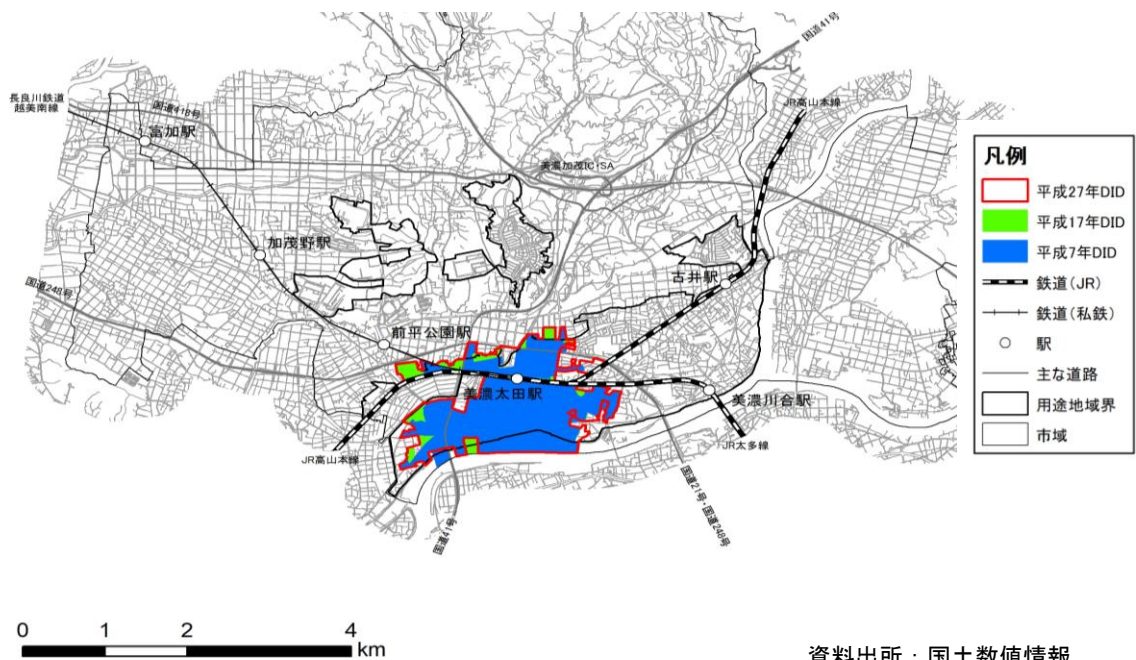 国道41号
長良川鉄道
越美南線
国道418号
JR高山本線
富加駅
美濃加茂IC・SA
加茂野駅
古井駅
国道248号
前平公園駅
美濃太田駅
美濃川合駅
JR高山本線
JR太多線
国道41号
国道21号・国道248号
凡例
平成27年DID
平成17年DID
平成7年DID
鉄道(JR)
鉄道(私鉄)
駅
主な道路
用途地域界
市域
0 1 2 4 km
資料出所:国土数値情報